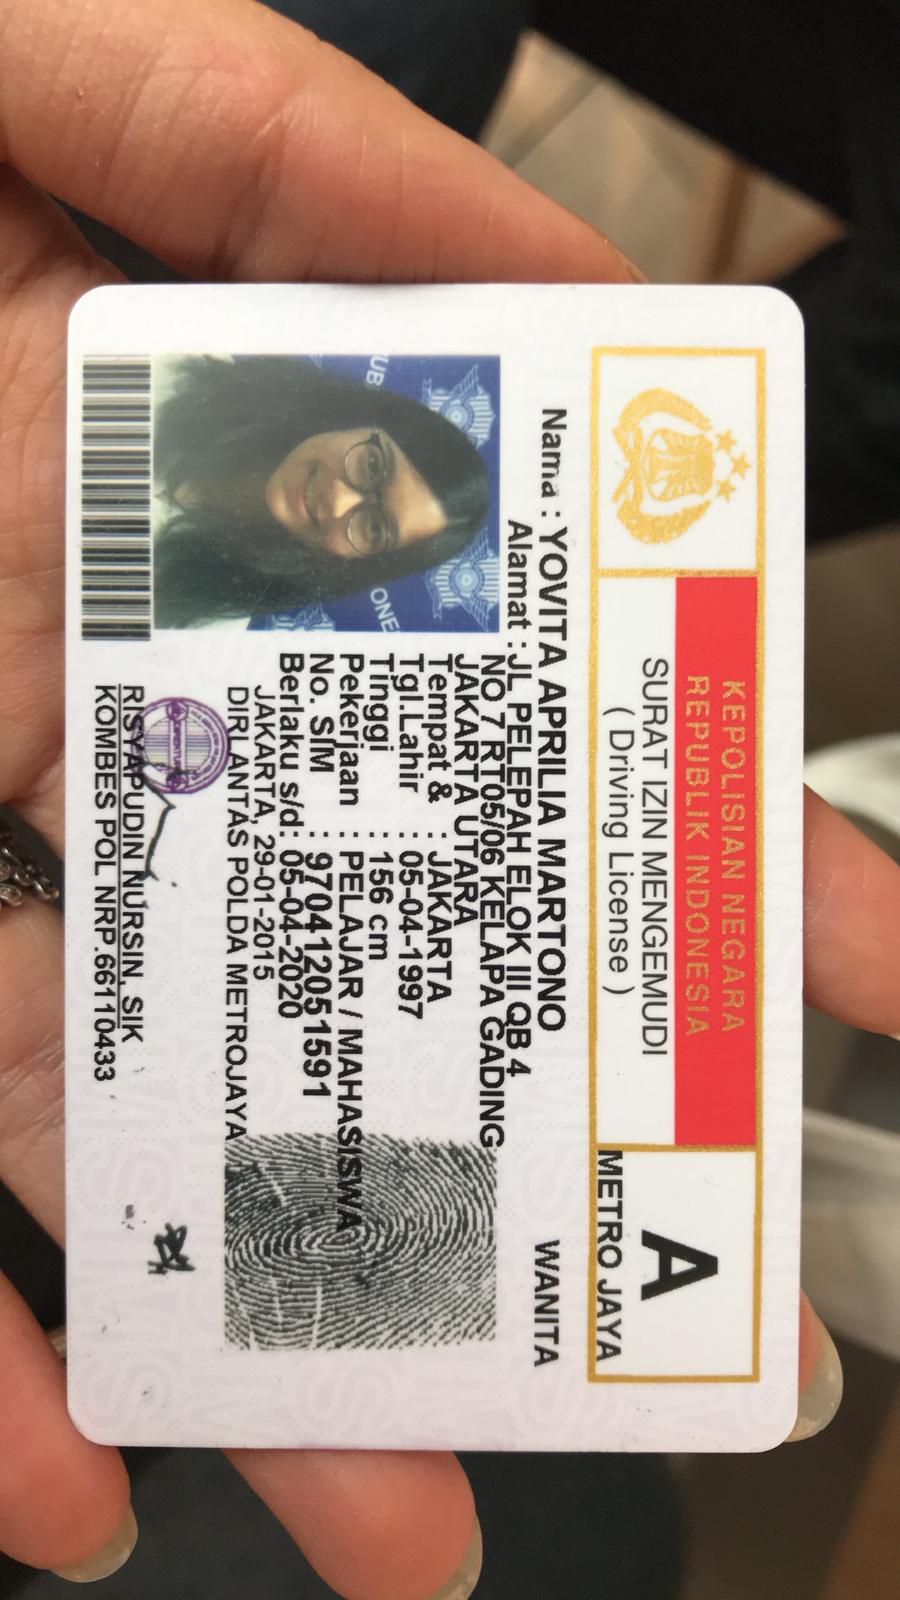 KEPOLISIAN NEGARA
REPUBLIK INDONESIA
SURAT IZIN MENGEMUDI
( Driving License )
A
METRO JAYA
Nama : YOVITA APRILIA MARTONO
WANITA
Alamat : JL PELEPAH ELOK III QB 4
NO 7 RT05/06 KELAPA GADING
JAKARTA UTARA
Tempat & : JAKARTA
Tgl.Lahir : 05-04-1997
Tinggi : 156 cm
Pekerjaan : PELAJAR / MAHASISWA
No. SIM : 970412051591
Berlaku s/d: 05-04-2020
JAKARTA, 29-01-2015
DIR LANTAS POLDA METROJAYA
RISYAPUDIN NURSIN, SIK
KOMBES POL NRP.66110433